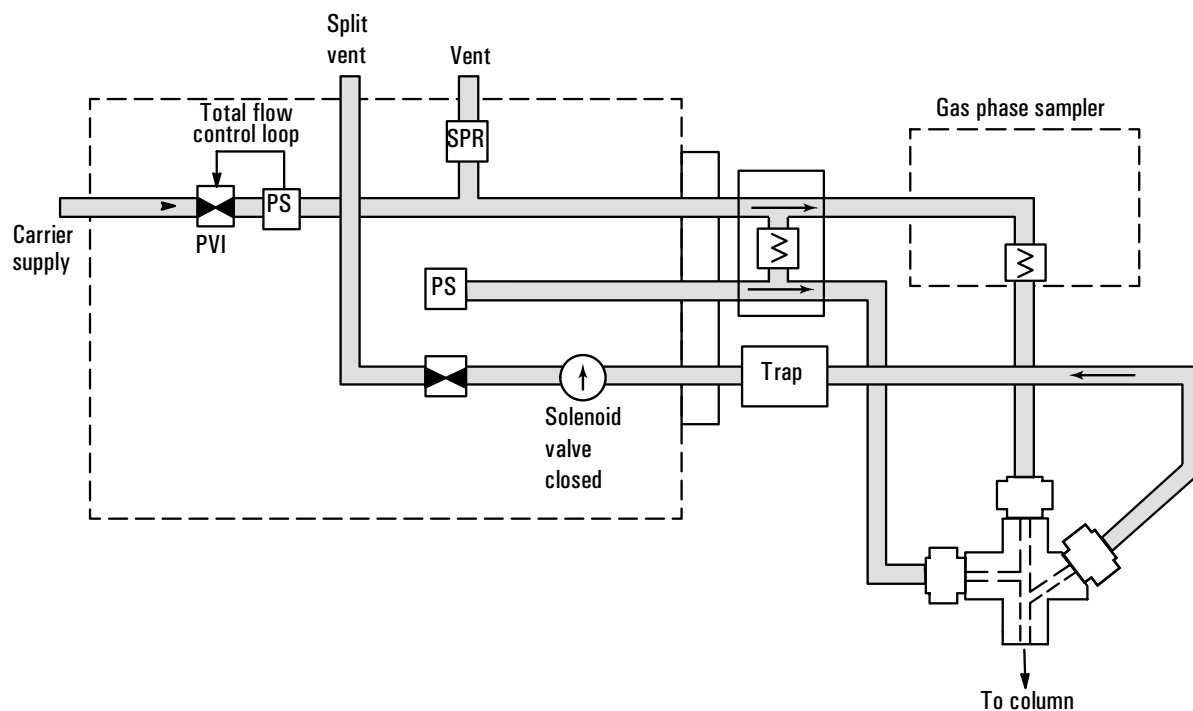 Split
vent
Vent
Total flow
control loop
SPR
Gas phase sampler
PS
Carrier
supply
PVI
PS
Trap
Solenoid
valve
closed
To column